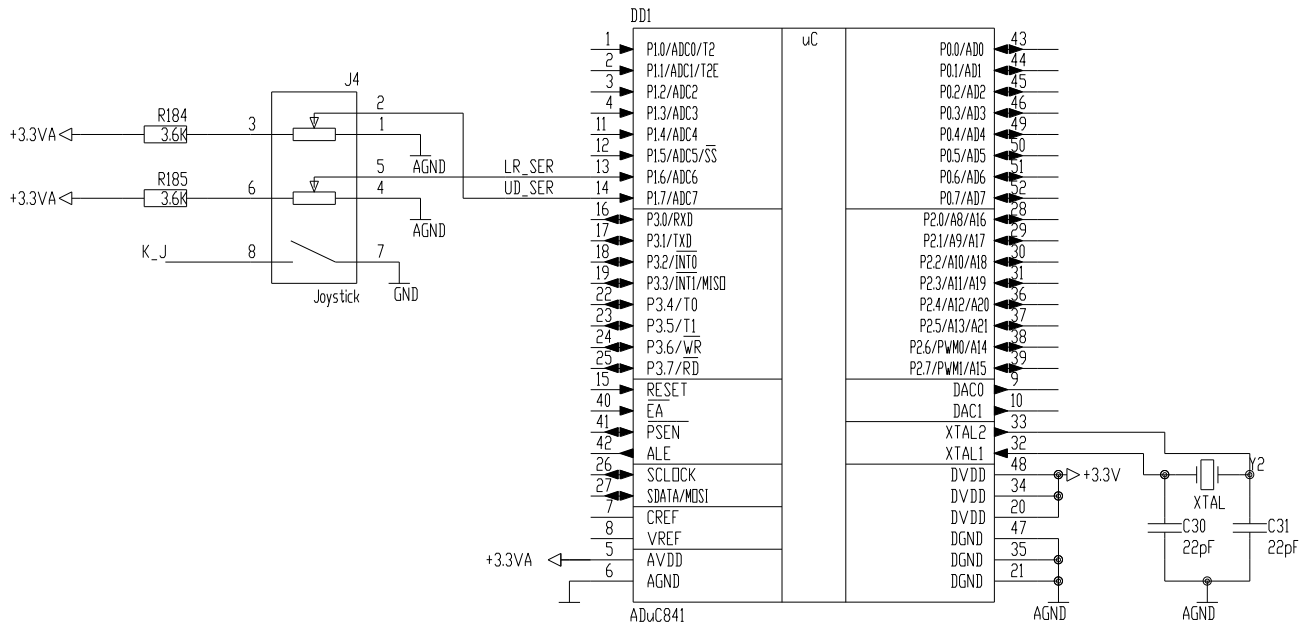 DD1
uC
1 P1.0/ADC0/T2
2 P1.1/ADC1/T2E
3 P1.2/ADC2
4 P1.3/ADC3
11 P1.4/ADC4
12 P1.5/ADC5/SS
13 P1.6/ADC6
14 P1.7/ADC7
16 P3.0/RXD
17 P3.1/TXD
18 P3.2/INT0
19 P3.3/INT1/MISO
22 P3.4/T0
23 P3.5/T1
24 P3.6/WR
25 P3.7/RD
15 RESET
40 EA
41 PSEN
42 ALE
26 SCLOCK
27 SDATA/MOSI
7 CREF
8 VREF
+3.3VA 5 AVDD
6 AGND
P0.0/AD0 43
P0.1/AD1 44
P0.2/AD2 45
P0.3/AD3 46
P0.4/AD4 49
P0.5/AD5 50
P0.6/AD6 51
P0.7/AD7 52
P2.0/A8/A16 28
P2.1/A9/A17 29
P2.2/A10/A18 30
P2.3/A11/A19 31
P2.4/A12/A20 36
P2.5/A13/A21 37
P2.6/PWM0/A14 38
P2.7/PWM1/A15 39
DAC0 9
DAC1 10
XTAL2 33
XTAL1 32
DVDD 48 +3.3V
DVDD 34
DVDD 20
DGND 47
DGND 35
DGND 21
ADuC841
AGND
J4
+3.3VA R184 3.6K 3
2
1
AGND
+3.3VA R185 3.6K 6
5 LR_SER
4 UD_SER
AGND
K_J 8 7
GND
Joystick
Y2
XTAL
C30
22pF
C31
22pF
AGND